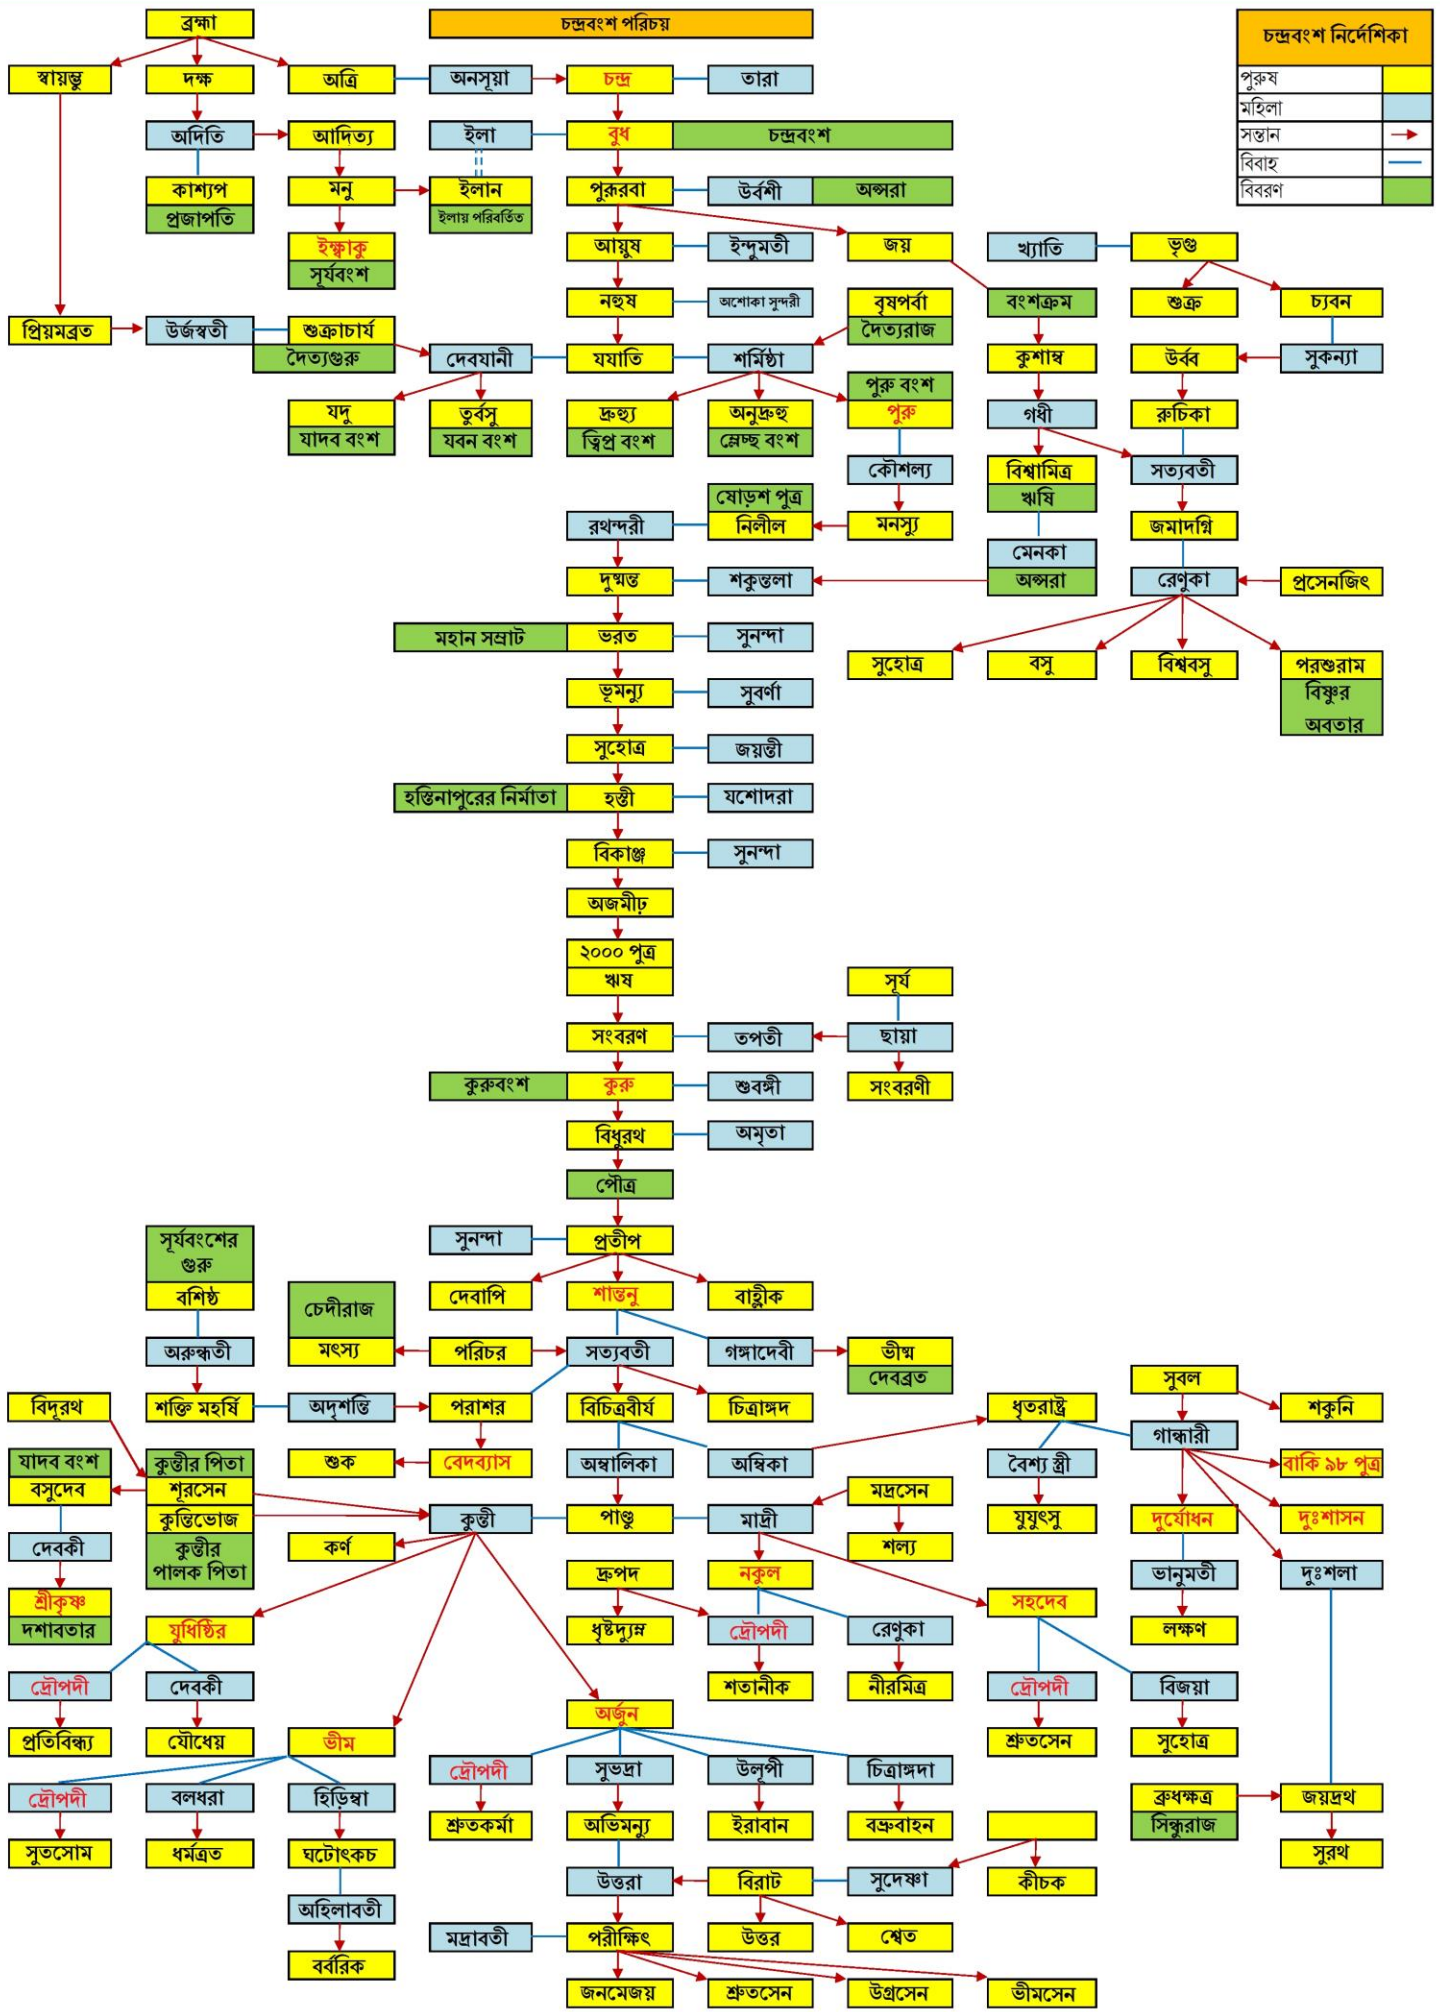 ব্রহ্মা
চন্দ্রবংশ পরিচয়
চন্দ্রবংশ নির্দেশিকা
পুরুষ
মহিলা
সন্তান
বিবাহ
বিবরণ
স্বায়ম্ভু
দক্ষ
অত্রি
অনসূয়া
চন্দ্র
তারা
অদিতি
আদিত্য
ইলা
বুধ
চন্দ্রবংশ
কাশ্যপ
প্রজাপতি
মনু
ইলান
ইলায় পরিবর্তিত
পুরূরবা
উর্বশী
অপ্সরা
ইক্ষ্বাকু
সূর্যবংশ
আয়ুষ
ইন্দুমতী
জয়
খ্যাতি
ভৃগু
নহুষ
অশোকা সুন্দরী
বৃষপর্বা
দৈত্যরাজ
বংশক্রম
শুক্র
চ্যবন
প্রিয়মব্রত
উর্জস্বতী
শুক্রাচার্য
দৈত্যগুরু
দেবযানী
যযাতি
শর্মিষ্ঠা
কুশাম্ব
উর্ব্ব
সুকন্যা
পুরু বংশ
পুরু
যদু
যাদব বংশ
তুর্বসু
যবন বংশ
দ্রুহ্যু
ত্বিপ্র বংশ
অনুদ্রুহু
ম্লেচ্ছ বংশ
গধী
রুচিকা
কৌশল্য
বিশ্বামিত্র
ঋষি
সত্যবতী
ষোড়শ পুত্র
রথন্দরী
নিলীল
মনস্যু
জমাদগ্নি
মেনকা
অপ্সরা
দুষ্মন্ত
শকুন্তলা
রেণুকা
প্রসেনজিৎ
মহান সম্রাট
ভরত
সুনন্দা
সুহোত্র
বসু
বিশ্ববসু
পরশুরাম
বিষ্ণুর
অবতার
ভূমন্যু
সুবর্ণা
সুহোত্র
জয়ন্তী
হস্তিনাপুরের নির্মাতা
হস্তী
যশোদরা
বিকাঞ্জ
সুনন্দা
অজমীঢ়
২০০০ পুত্র
ঋষ
সূর্য
সংবরণ
তপতী
ছায়া
কুরুবংশ
কুরু
শুবঙ্গী
সংবরণী
বিধুরথ
অমৃতা
পৌত্র
সূর্যবংশের
গুরু
বশিষ্ঠ
সুনন্দা
প্রতীপ
দেবাপি
শান্তনু
বাহ্লীক
চেদীরাজ
মৎস্য
অরুন্ধতী
পরিচর
সত্যবতী
গঙ্গাদেবী
ভীষ্ম
দেবব্রত
বিদূরথ
শক্তি মহর্ষি
অদৃশন্তি
পরাশর
বিচিত্রবীর্য
চিত্রাঙ্গদ
ধৃতরাষ্ট্র
সুবল
শকুনি
গান্ধারী
যাদব বংশ
বসুদেব
কুন্তীর পিতা
শূরসেন
শুক
বেদব্যাস
অম্বালিকা
অম্বিকা
বৈশ্য স্ত্রী
বাকি ৯৮ পুত্র
কুন্তিভোজ
কুন্তীর
পালক পিতা
কুন্তী
পাণ্ডু
মাদ্রী
মদ্রসেন
যুযুৎসু
দুর্যোধন
দুঃশাসন
দেবকী
কর্ণ
শল্য
শ্রীকৃষ্ণ
দশাবতার
দ্রুপদ
নকুল
সহদেব
ভানুমতী
দুঃশলা
যুধিষ্ঠির
ধৃষ্টদ্যুম্ন
দ্রৌপদী
রেণুকা
লক্ষণ
দ্রৌপদী
দেবকী
শতানীক
নীরমিত্র
দ্রৌপদী
বিজয়া
প্রতিবিন্ধ্য
যৌধেয়
ভীম
অর্জুন
শ্রুতসেন
সুহোত্র
দ্রৌপদী
বলধরা
হিড়িম্বা
দ্রৌপদী
সুভদ্রা
উলূপী
চিত্রাঙ্গদা
ব্রুধক্ষত্র
সিন্ধুরাজ
জয়দ্রথ
সুতসোম
ধর্মত্রত
ঘটোৎকচ
শ্রুতকর্মা
অভিমন্যু
ইরাবান
বভ্রুবাহন
সুরথ
অহিলাবতী
উত্তরা
বিরাট
সুদেষ্ণা
কীচক
বর্বরিক
মদ্রাবতী
পরীক্ষিৎ
উত্তর
শ্বেত
জনমেজয়
শ্রুতসেন
উগ্রসেন
ভীমসেন